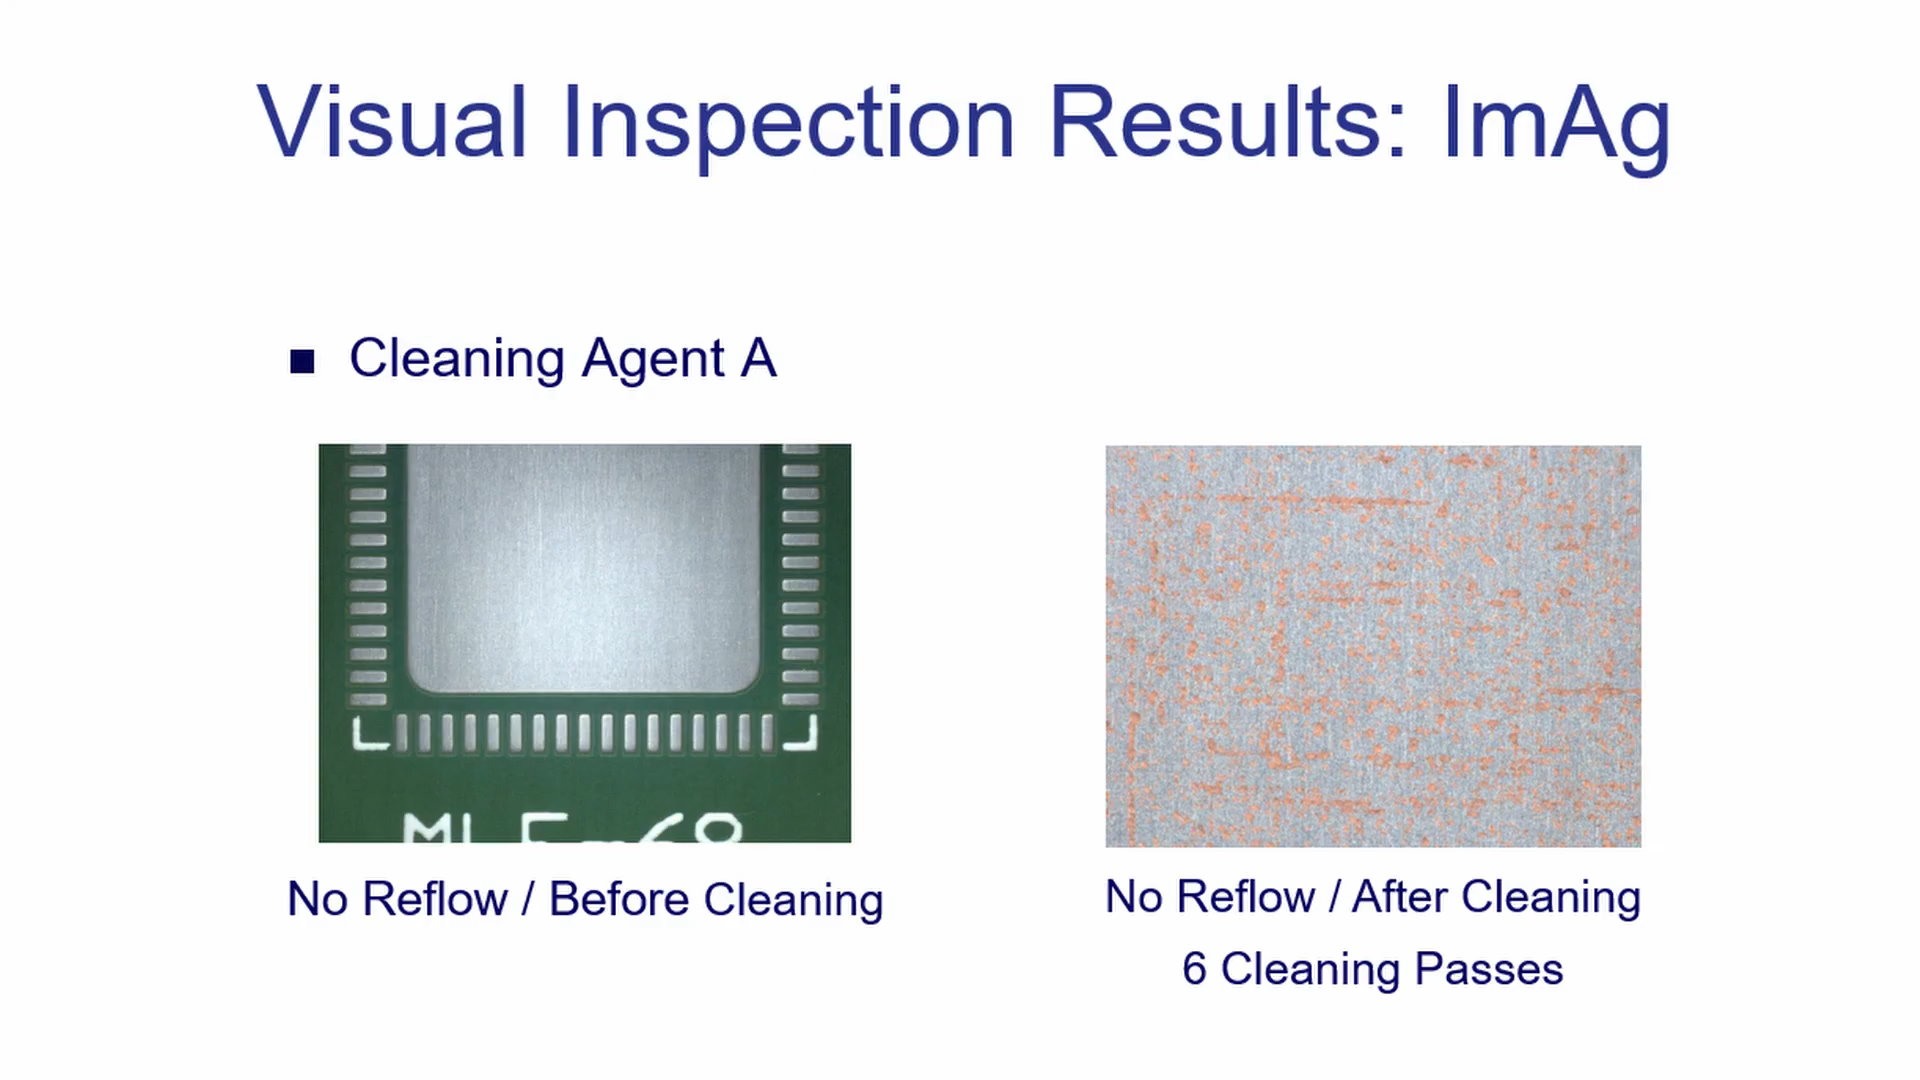 Visual Inspection Results: ImAg
Cleaning Agent A
No Reflow / Before Cleaning
No Reflow / After Cleaning
6 Cleaning Passes